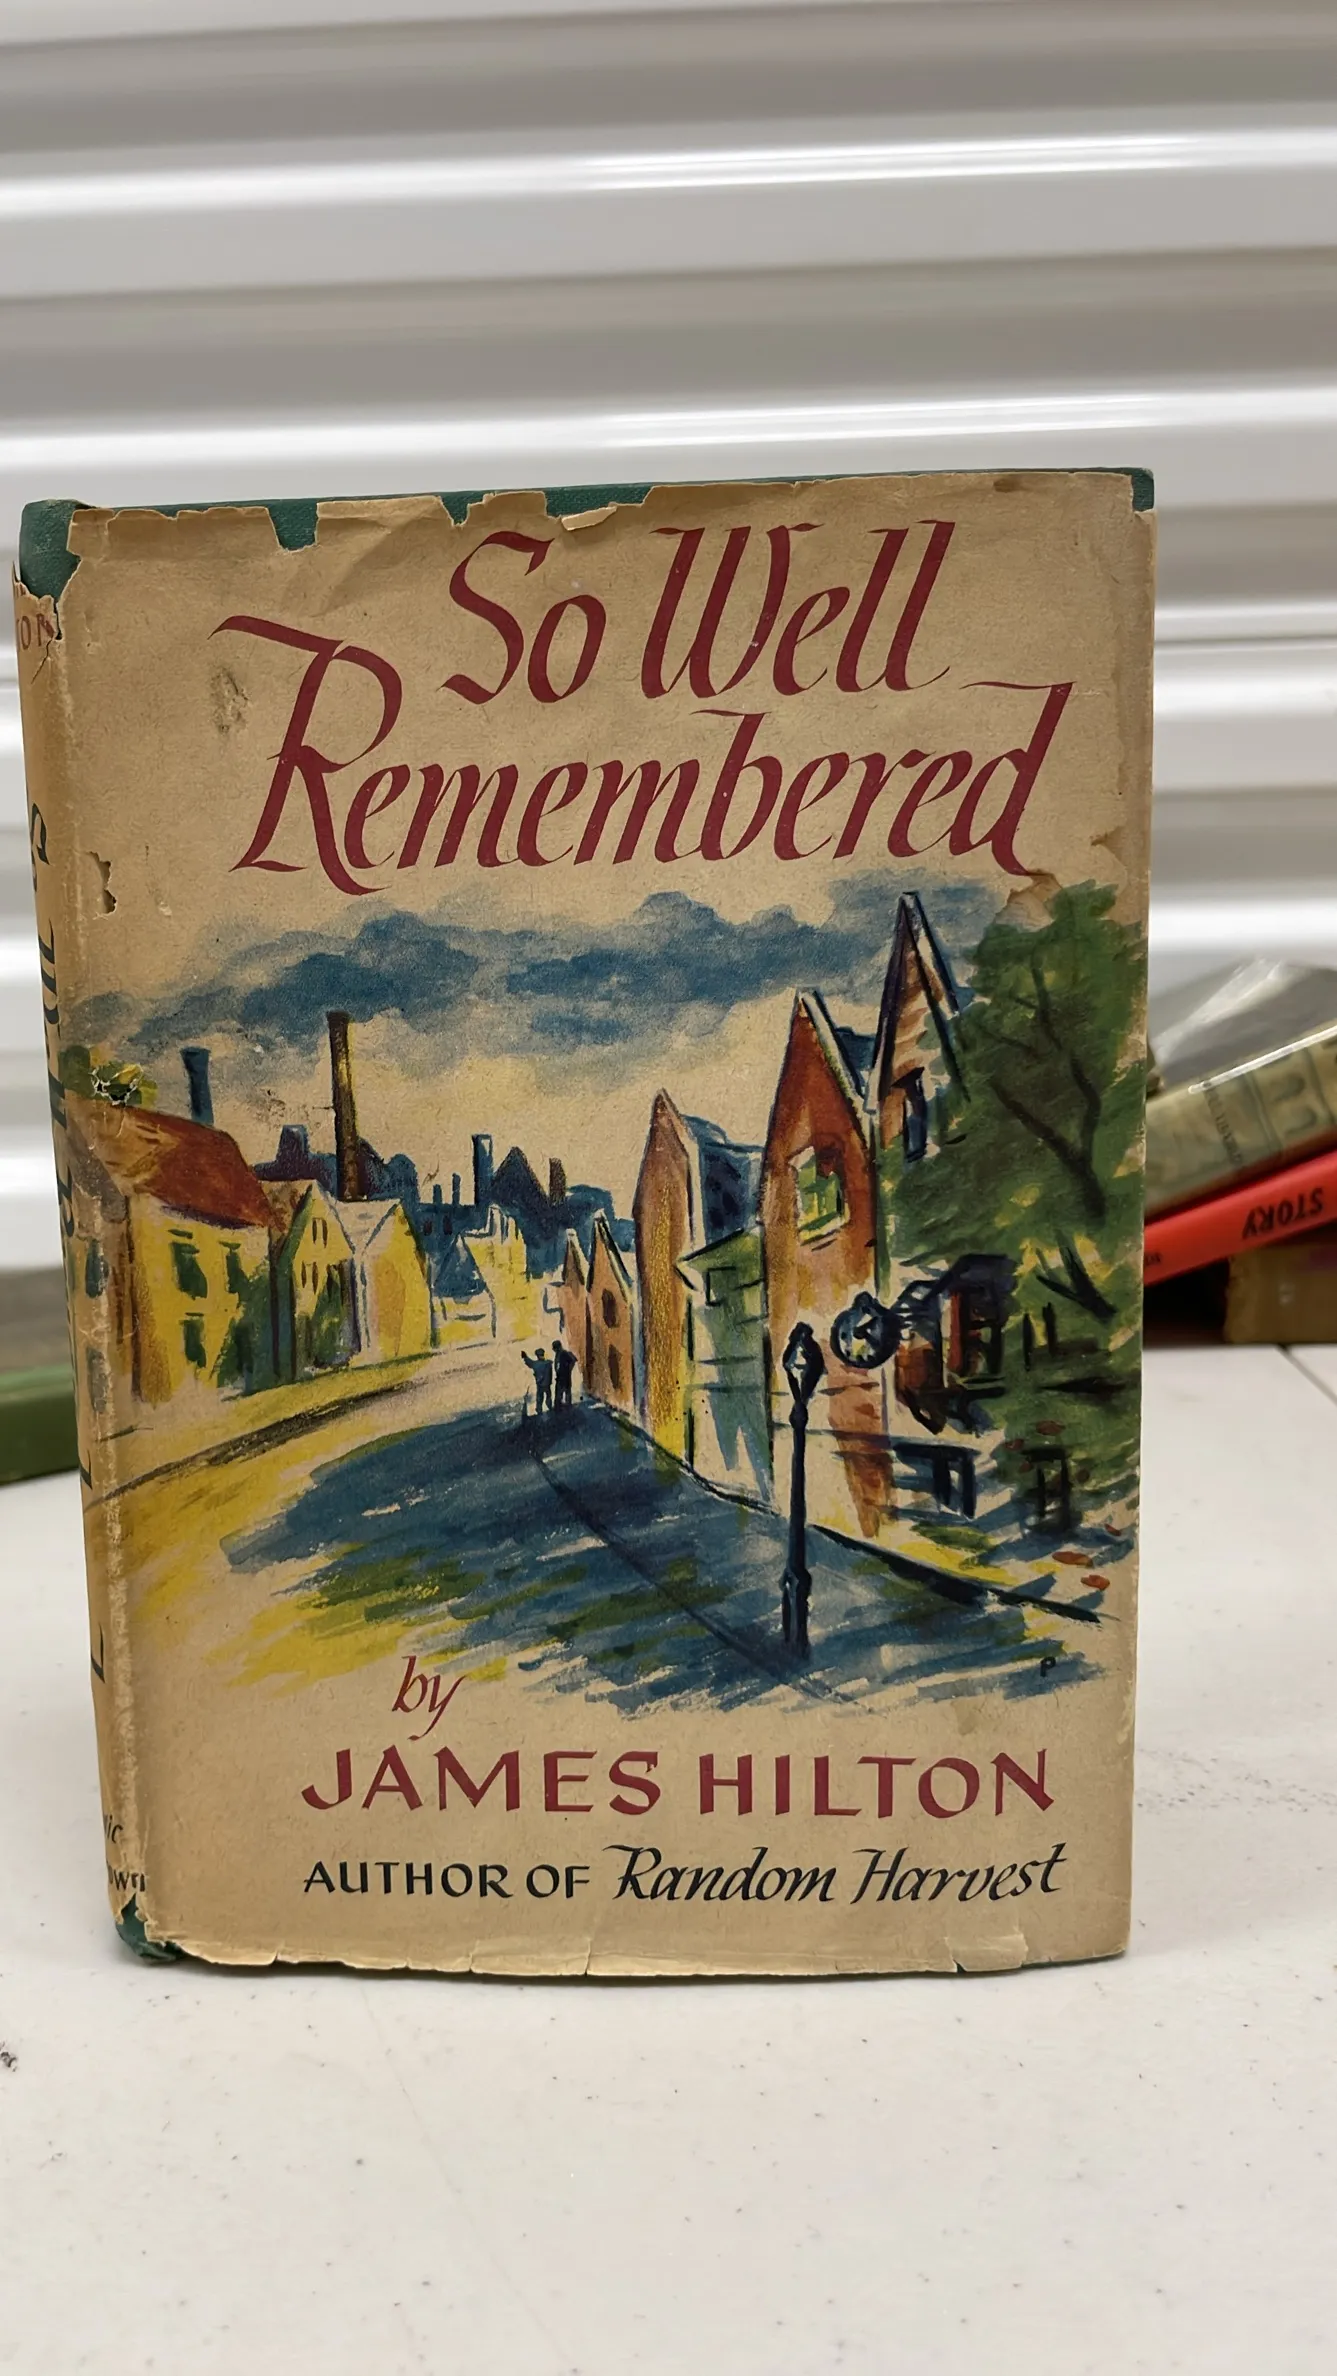 So Well
Remembered
by
JAMES HILTON
AUTHOR OF Random Harvest
P
STORY